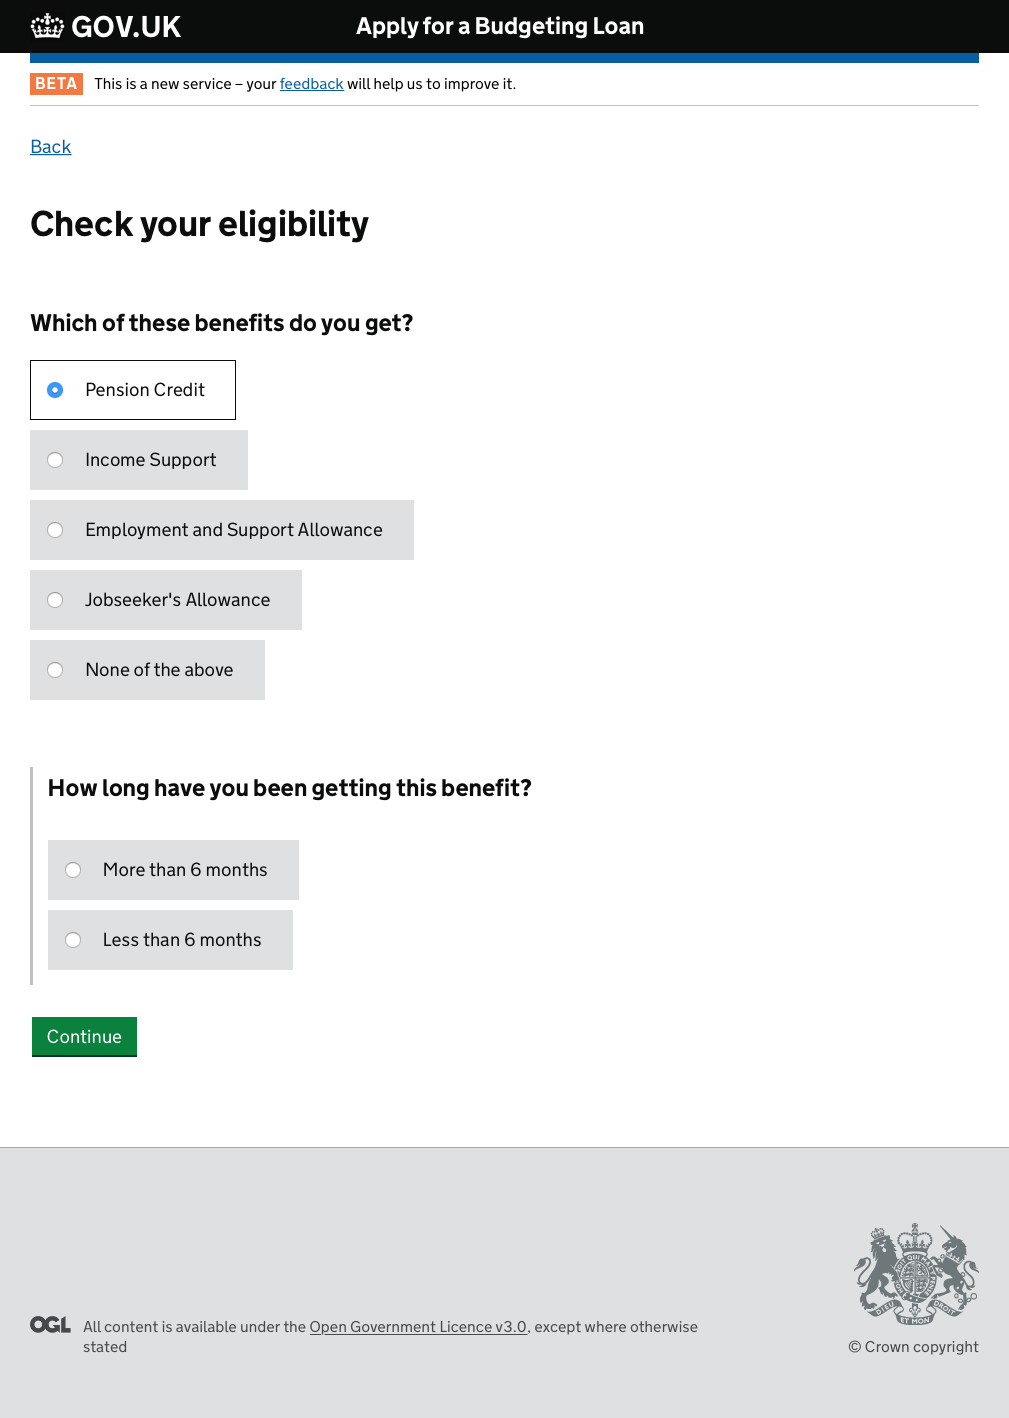 GOV.UK
Apply for a Budgeting Loan
BETA This is a new service – your feedback will help us to improve it.
Back
Check your eligibility
Which of these benefits do you get?
Pension Credit
Income Support
Employment and Support Allowance
Jobseeker's Allowance
None of the above
How long have you been getting this benefit?
More than 6 months
Less than 6 months
Continue
OGL All content is available under the Open Government Licence v3.0, except where otherwise
stated
DIEU ET MON DROIT
© Crown copyright